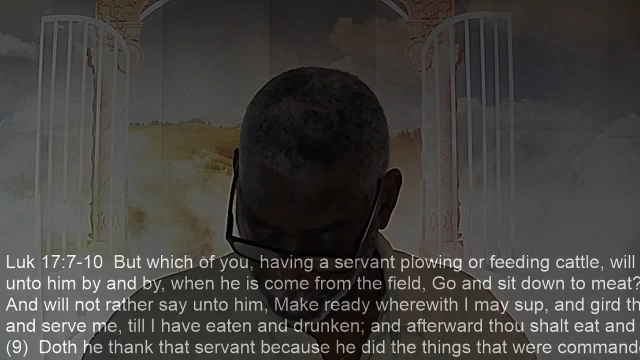 Luk 17:7-10  But which of you, having a servant plowing or feeding cattle, will
unto him by and by, when he is come from the field, Go and sit down to meat?
And will not rather say unto him, Make ready wherewith I may sup, and gird th
and serve me, till I have eaten and drunken; and afterward thou shalt eat and
(9)  Doth he thank that servant because he did the things that were command